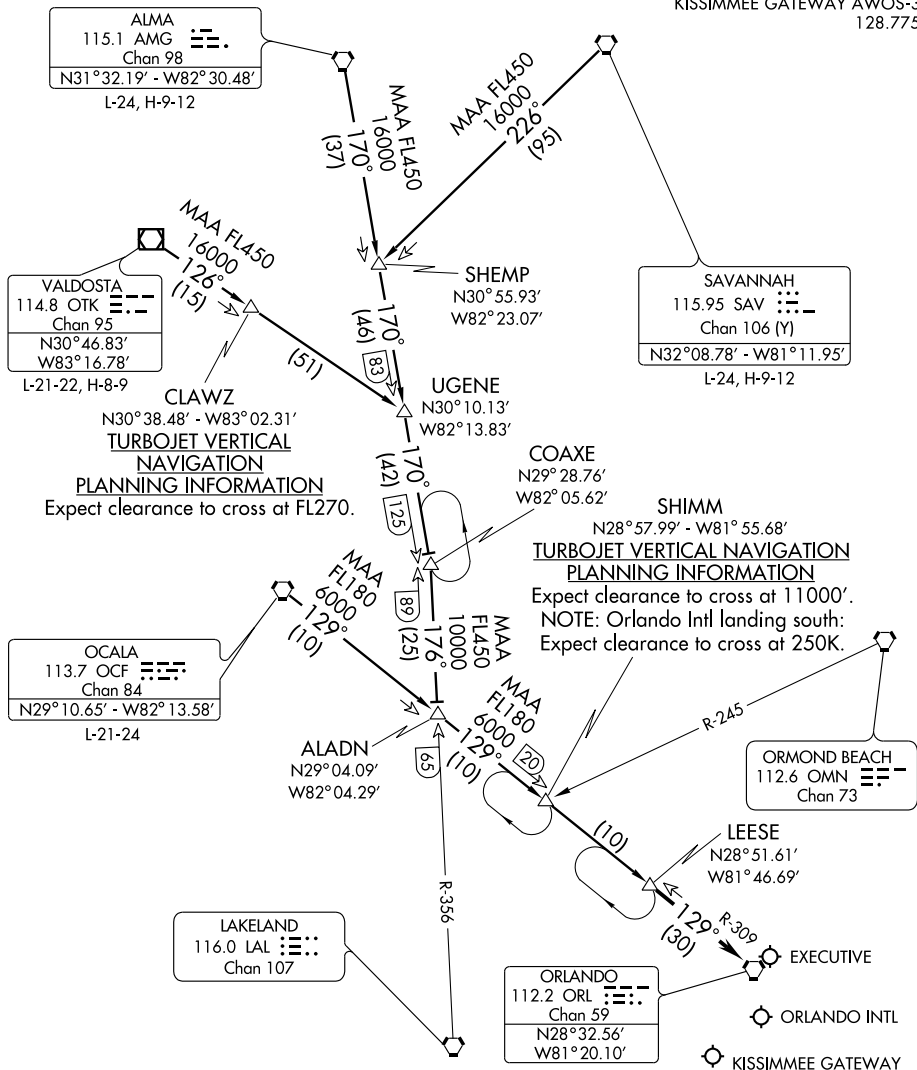 KISSIMMEE GATEWAY AWOS-3
128.775
ALMA
115.1 AMG
Chan 98
N31°32.19′ - W82°30.48′
L-24, H-9-12
MAA FL450
16000
170°
(37)
MAA FL450
16000
226°
(95)
MAA FL450
16000
126°
(15)
VALDOSTA
114.8 OTK
Chan 95
N30°46.83′
W83°16.78′
L-21-22, H-8-9
SHEMP
N30°55.93′
W82°23.07′
SAVANNAH
115.95 SAV
Chan 106 (Y)
N32°08.78′ - W81°11.95′
L-24, H-9-12
170°
(46)
83
(51)
CLAWZ
N30°38.48′ - W83°02.31′
TURBOJET VERTICAL
NAVIGATION
PLANNING INFORMATION
Expect clearance to cross at FL270.
UGENE
N30°10.13′
W82°13.83′
170°
(42)
125
COAXE
N29°28.76′
W82°05.62′
SHIMM
N28°57.99′ - W81°55.68′
TURBOJET VERTICAL NAVIGATION
PLANNING INFORMATION
Expect clearance to cross at 11000′.
NOTE: Orlando Intl landing south:
Expect clearance to cross at 250K.
MAA
FL180
6000
129°
(10)
89
(25)
176°
10000
FL450
MAA
OCALA
113.7 OCF
Chan 84
N29°10.65′ - W82°13.58′
L-21-24
MAA
FL180
6000
129°
(10)
20
R-245
ORMOND BEACH
112.6 OMN
Chan 73
ALADN
N29°04.09′
W82°04.29′
65
(10)
LEESE
N28°51.61′
W81°46.69′
R-356
129°
(30)
R-309
LAKELAND
116.0 LAL
Chan 107
ORLANDO
112.2 ORL
Chan 59
N28°32.56′
W81°20.10′
EXECUTIVE
ORLANDO INTL
KISSIMMEE GATEWAY